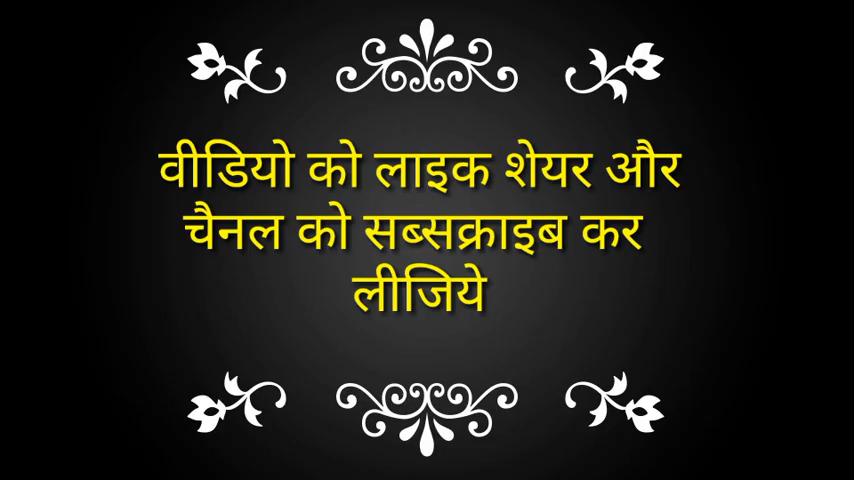 वीडियो को लाइक शेयर और
चैनल को सब्सक्राइब कर
लीजिये